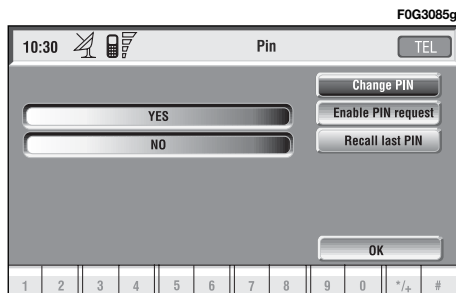 F0G3085g
10:30 Pin TEL
Change PIN
YES
Enable PIN request
NO
Recall last PIN
OK
1 2 3 4 5 6 7 8 9 0 */+ #